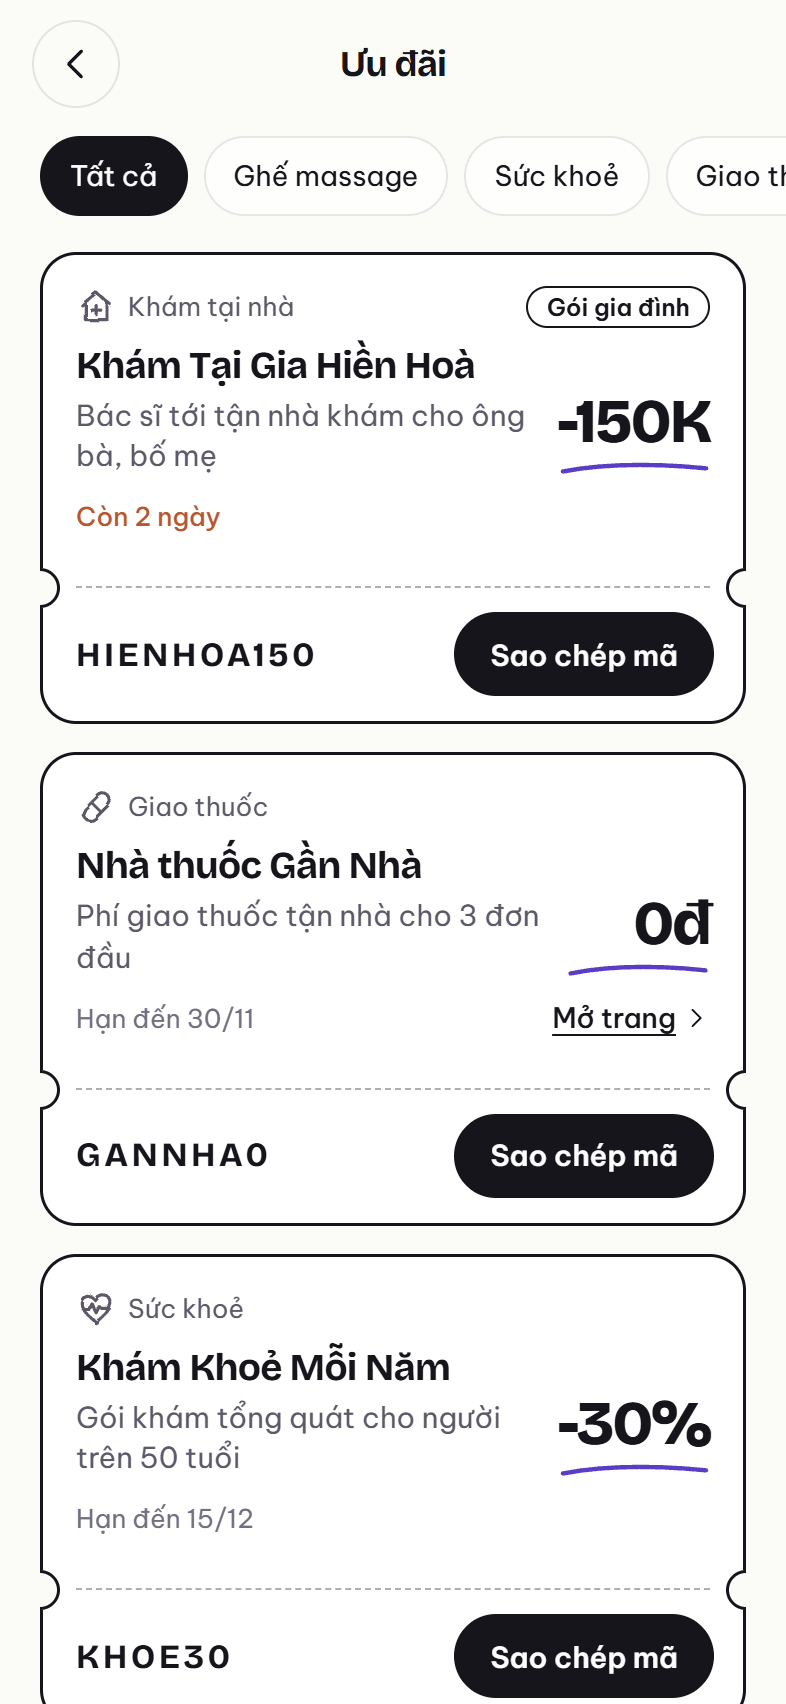 Ưu đãi
Tất cả
Ghế massage
Sức khoẻ
Giao th
Khám tại nhà
Gói gia đình
Khám Tại Gia Hiền Hoà
Bác sĩ tới tận nhà khám cho ông
bà, bố mẹ
-150K
Còn 2 ngày
HIENHOA150
Sao chép mã
Giao thuốc
Nhà thuốc Gần Nhà
Phí giao thuốc tận nhà cho 3 đơn
đầu
0đ
Hạn đến 30/11
Mở trang
GANNHA0
Sao chép mã
Sức khoẻ
Khám Khoẻ Mỗi Năm
Gói khám tổng quát cho người
trên 50 tuổi
-30%
Hạn đến 15/12
KHOE30
Sao chép mã